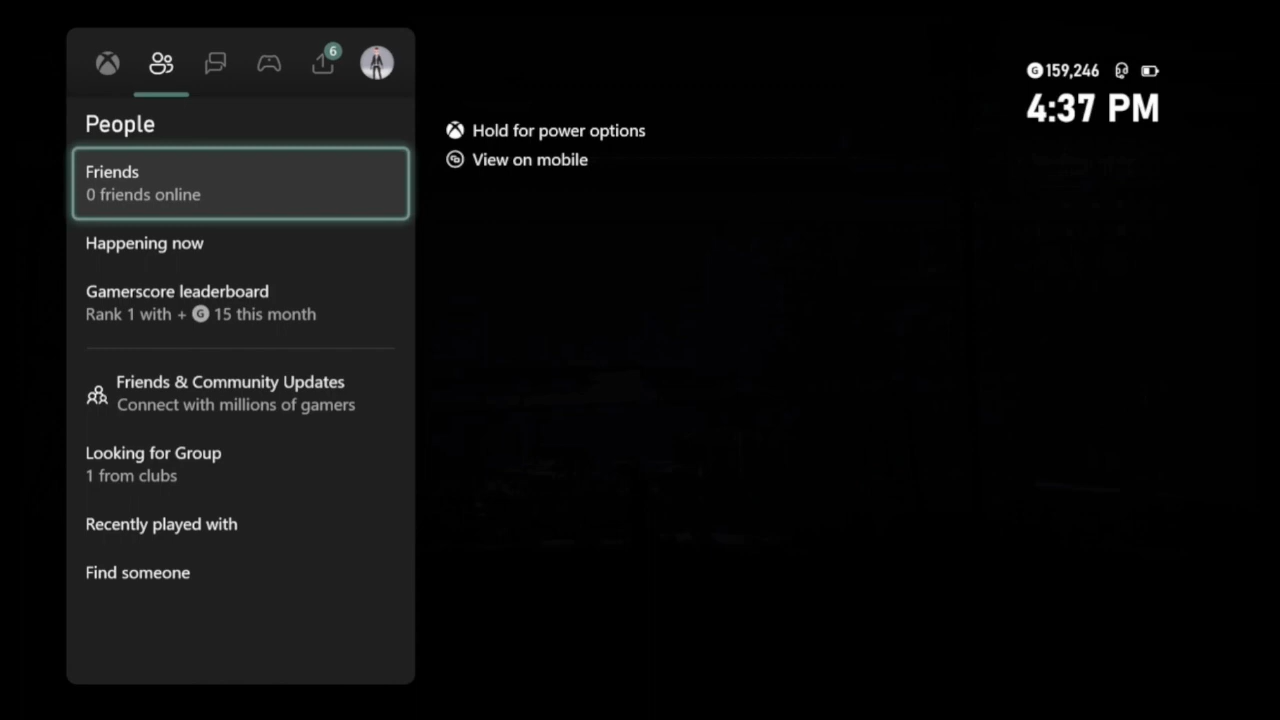 6
People
Friends
0 friends online
Happening now
Gamerscore leaderboard
Rank 1 with + G 15 this month
Friends & Community Updates
Connect with millions of gamers
Looking for Group
1 from clubs
Recently played with
Find someone
Hold for power options
View on mobile
G 159,246
4:37 PM